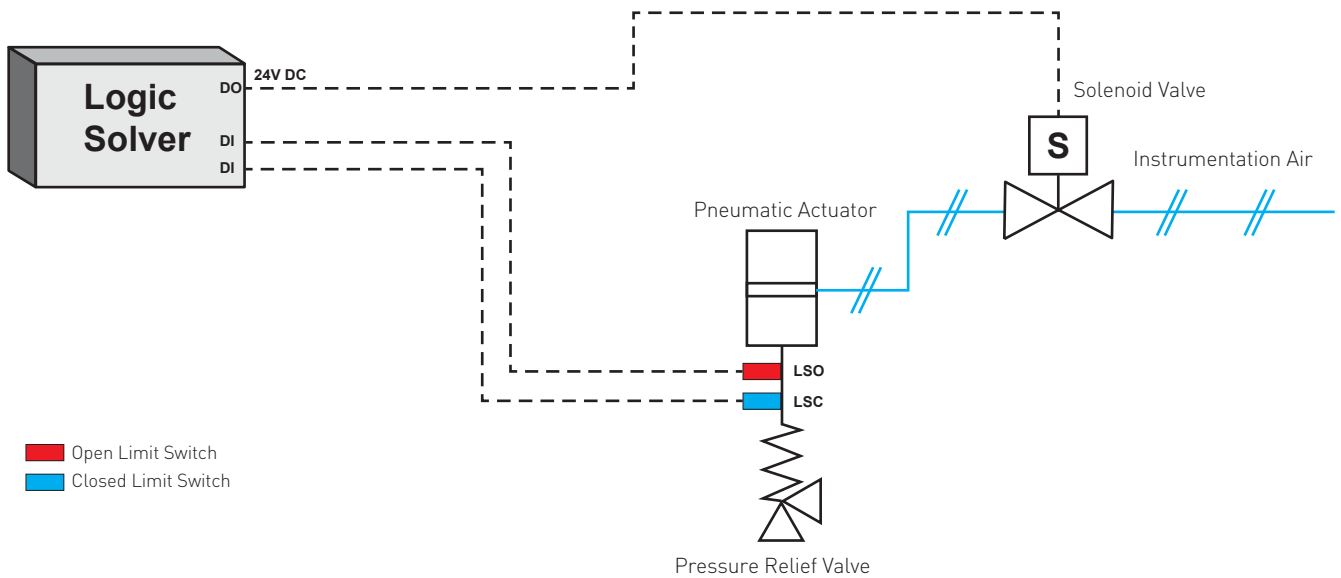 24V DC
Logic
Solver
DO
DI
DI
Solenoid Valve
S
Instrumentation Air
Pneumatic Actuator
LSO
LSC
Open Limit Switch
Closed Limit Switch
Pressure Relief Valve